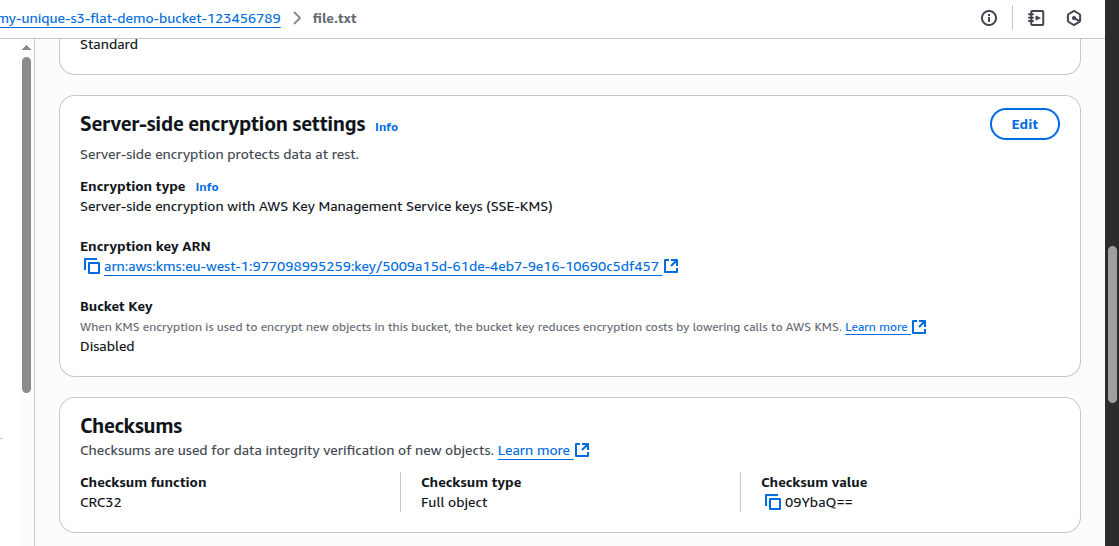 my-unique-s3-flat-demo-bucket-123456789 > file.txt
Standard
Server-side encryption settings Info
Edit
Server-side encryption protects data at rest.
Encryption type Info
Server-side encryption with AWS Key Management Service keys (SSE-KMS)
Encryption key ARN
arn:aws:kms:eu-west-1:977098995259:key/5009a15d-61de-4eb7-9e16-10690c5df457
Bucket Key
When KMS encryption is used to encrypt new objects in this bucket, the bucket key reduces encryption costs by lowering calls to AWS KMS. Learn more
Disabled
Checksums
Checksums are used for data integrity verification of new objects. Learn more
Checksum function
CRC32
Checksum type
Full object
Checksum value
09YbaQ==